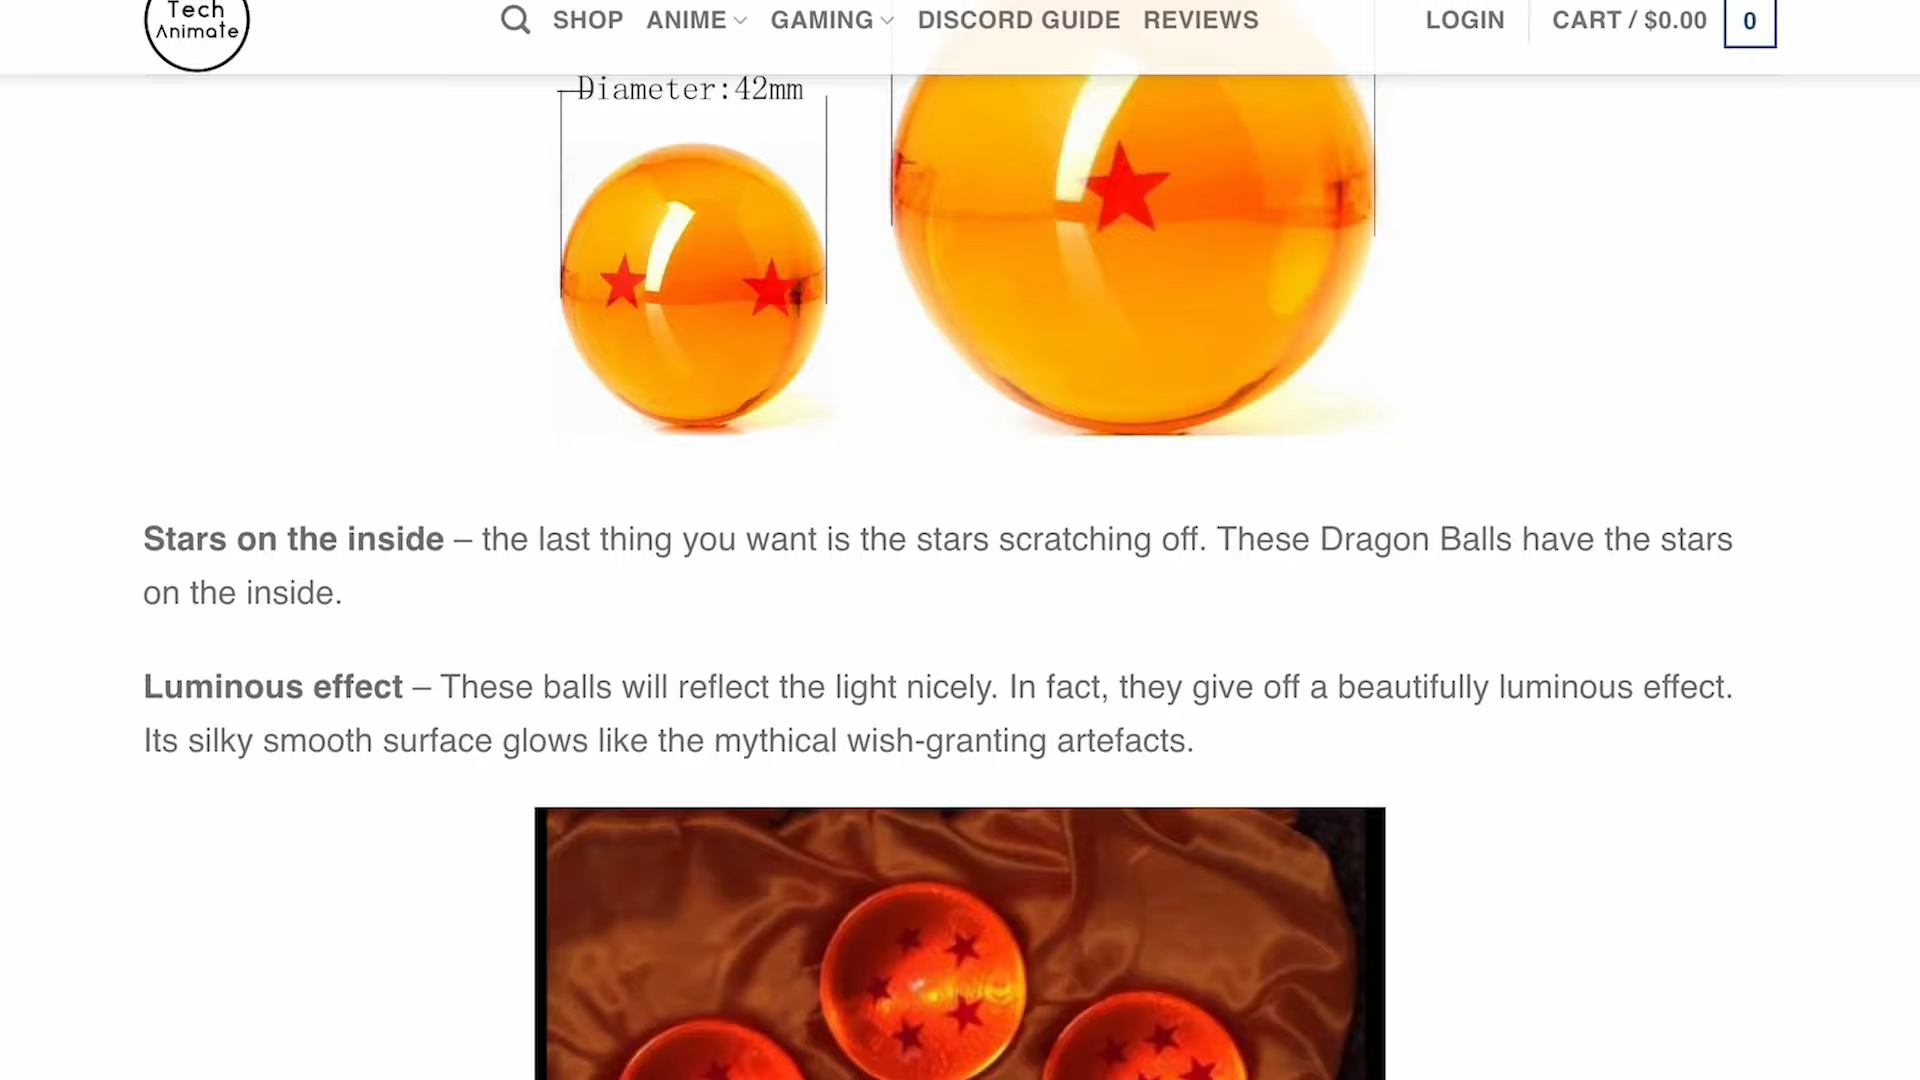 Tech
Animate
SHOP
ANIME
GAMING
DISCORD GUIDE
REVIEWS
LOGIN
CART / $0.00
0
Diameter:42mm
Stars on the inside – the last thing you want is the stars scratching off. These Dragon Balls have the stars
on the inside.
Luminous effect – These balls will reflect the light nicely. In fact, they give off a beautifully luminous effect.
Its silky smooth surface glows like the mythical wish-granting artefacts.